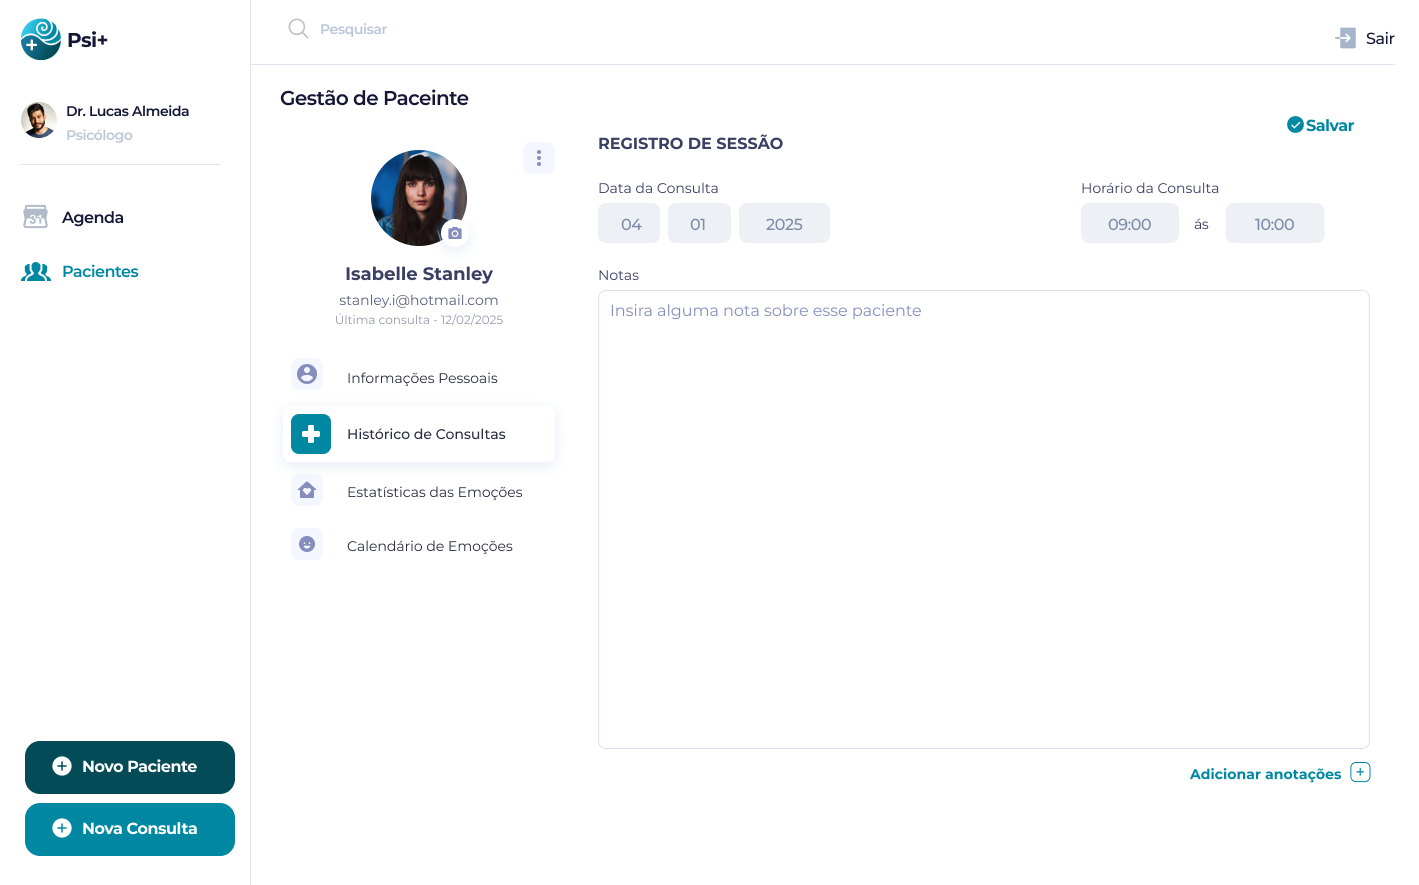 Psi+
Dr. Lucas Almeida
Psicólogo
31
Agenda
Pacientes
Novo Paciente
Nova Consulta
Pesquisar
Sair
Gestão de Paceinte
Isabelle Stanley
stanley.i@hotmail.com
Última consulta - 12/02/2025
Informações Pessoais
Histórico de Consultas
Estatísticas das Emoções
Calendário de Emoções
Salvar
REGISTRO DE SESSÃO
Data da Consulta
04 01 2025
Horário da Consulta
09:00 ás 10:00
Notas
Insira alguma nota sobre esse paciente
Adicionar anotações